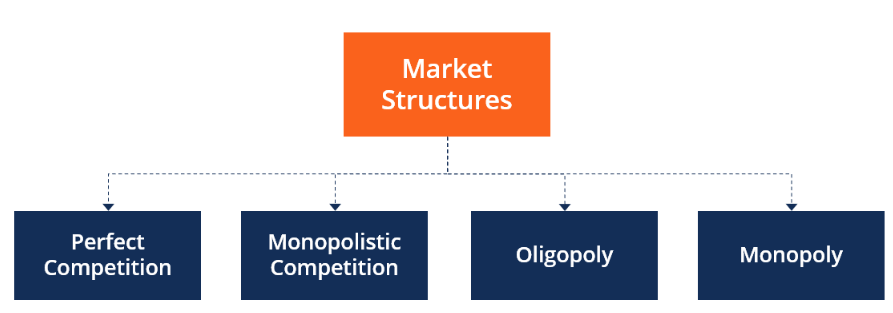 Market
Structures
Perfect
Competition
Monopolistic
Competition
Oligopoly
Monopoly